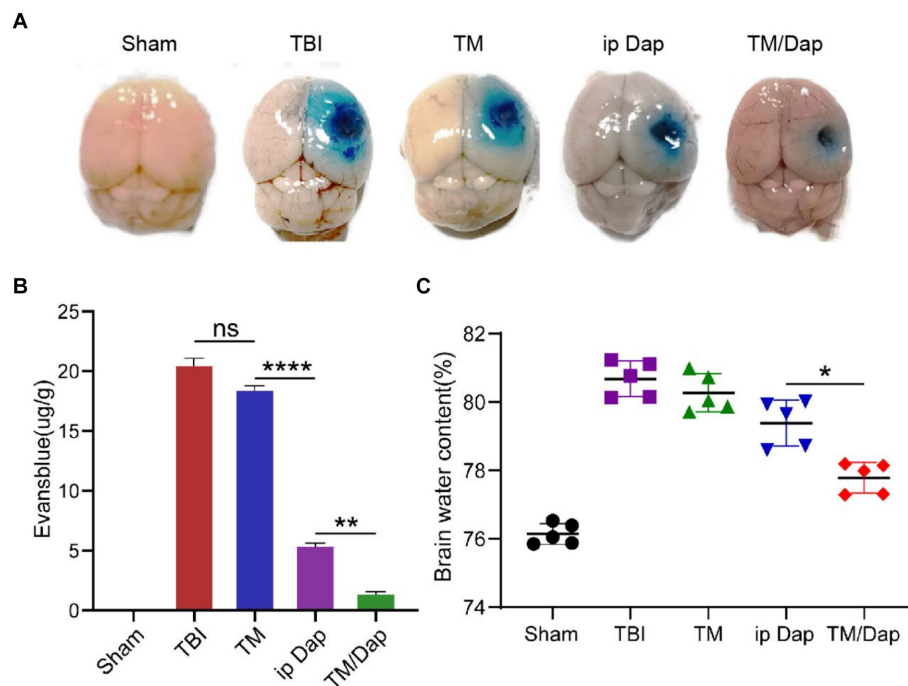 A
Sham TBI TM ip Dap TM/Dap
B
25
20
15
10
5
0
Evansblue(ug/g)
ns
****
**
Sham TBI TM ip Dap TM/Dap
C
82
80
78
76
74
Brain water content(%)
*
Sham TBI TM ip Dap TM/Dap